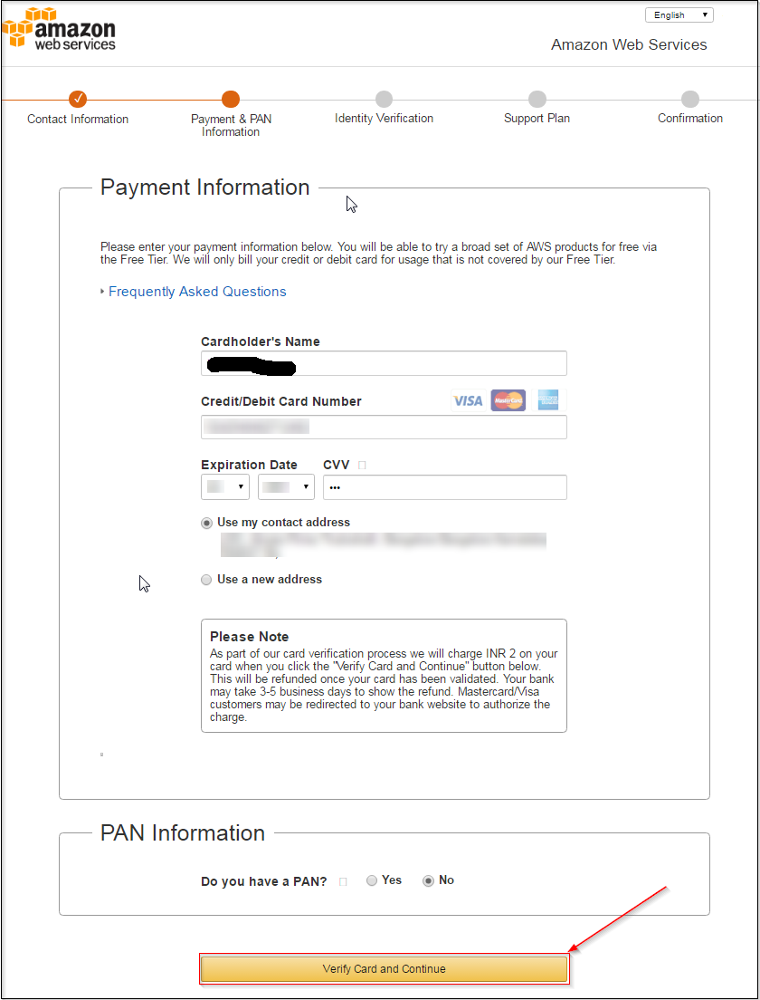 English
amazon
web services
Amazon Web Services
Contact Information
Payment & PAN
Information
Identity Verification
Support Plan
Confirmation
Payment Information
Please enter your payment information below. You will be able to try a broad set of AWS products for free via
the Free Tier. We will only bill your credit or debit card for usage that is not covered by our Free Tier.
Frequently Asked Questions
Cardholder's Name
Credit/Debit Card Number
VISA MasterCard
Expiration Date CVV
•••
Use my contact address
Use a new address
Please Note
As part of our card verification process we will charge INR 2 on your
card when you click the "Verify Card and Continue" button below.
This will be refunded once your card has been validated. Your bank
may take 3-5 business days to show the refund. Mastercard/Visa
customers may be redirected to your bank website to authorize the
charge.
PAN Information
Do you have a PAN? Yes No
Verify Card and Continue